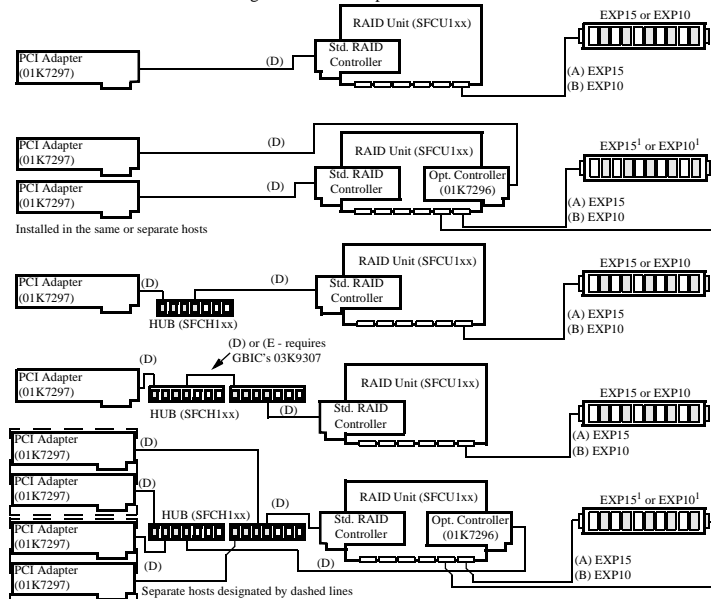 RAID Unit (SFCU1xx)
EXP15 or EXP10
PCI Adapter
(01K7297)
(D)
Std. RAID
Controller
(A) EXP15
(B) EXP10
PCI Adapter
(01K7297)
(D)
RAID Unit (SFCU1xx)
EXP15¹ or EXP10¹
PCI Adapter
(01K7297)
(D)
Std. RAID
Controller
Opt. Controller
(01K7296)
(A) EXP15
(B) EXP10
Installed in the same or separate hosts
RAID Unit (SFCU1xx)
EXP15 or EXP10
PCI Adapter
(01K7297)
(D)
(D)
Std. RAID
Controller
HUB (SFCH1xx)
(A) EXP15
(B) EXP10
(D) or (E - requires
GBIC's 03K9307)
PCI Adapter
(01K7297)
(D)
HUB (SFCH1xx)
(D)
RAID Unit (SFCU1xx)
Std. RAID
Controller
EXP15 or EXP10
(A) EXP15
(B) EXP10
PCI Adapter
(01K7297)
(D)
PCI Adapter
(01K7297)
(D)
HUB (SFCH1xx)
(D)
RAID Unit (SFCU1xx)
EXP15¹ or EXP10¹
PCI Adapter
(01K7297)
Std. RAID
Controller
Opt. Controller
(01K7296)
(D)
(D)
(A) EXP15
(B) EXP10
PCI Adapter
(01K7297)
Separate hosts designated by dashed lines